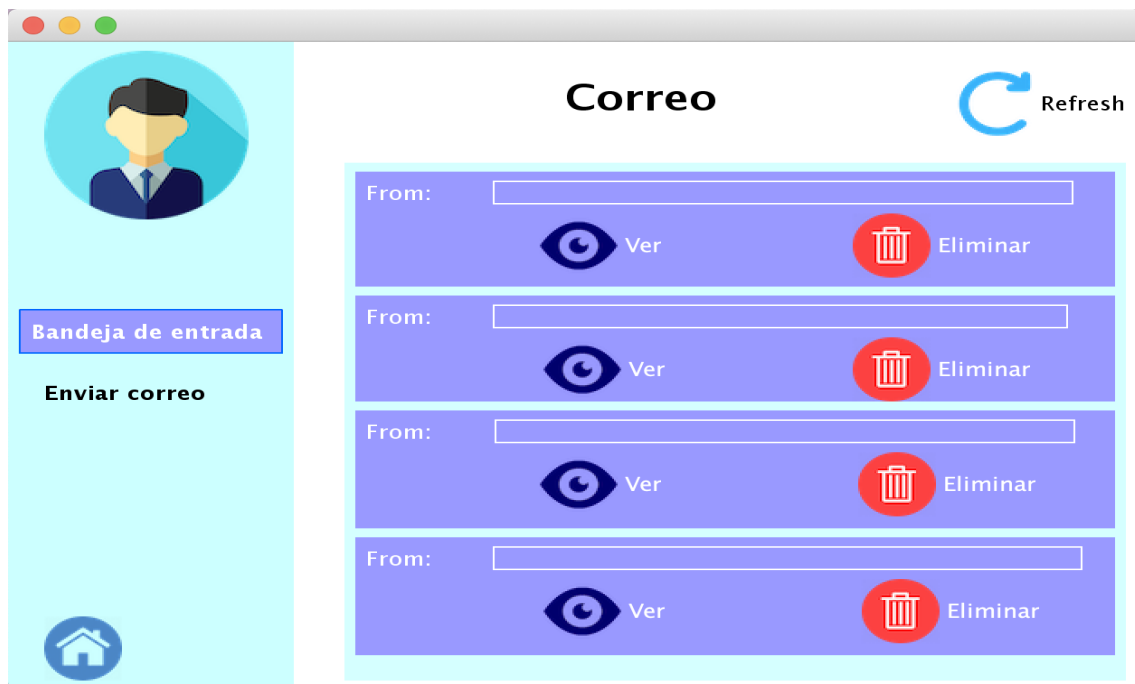 Correo
Refresh
Bandeja de entrada
Enviar correo
From:
Ver
Eliminar
From:
Ver
Eliminar
From:
Ver
Eliminar
From:
Ver
Eliminar